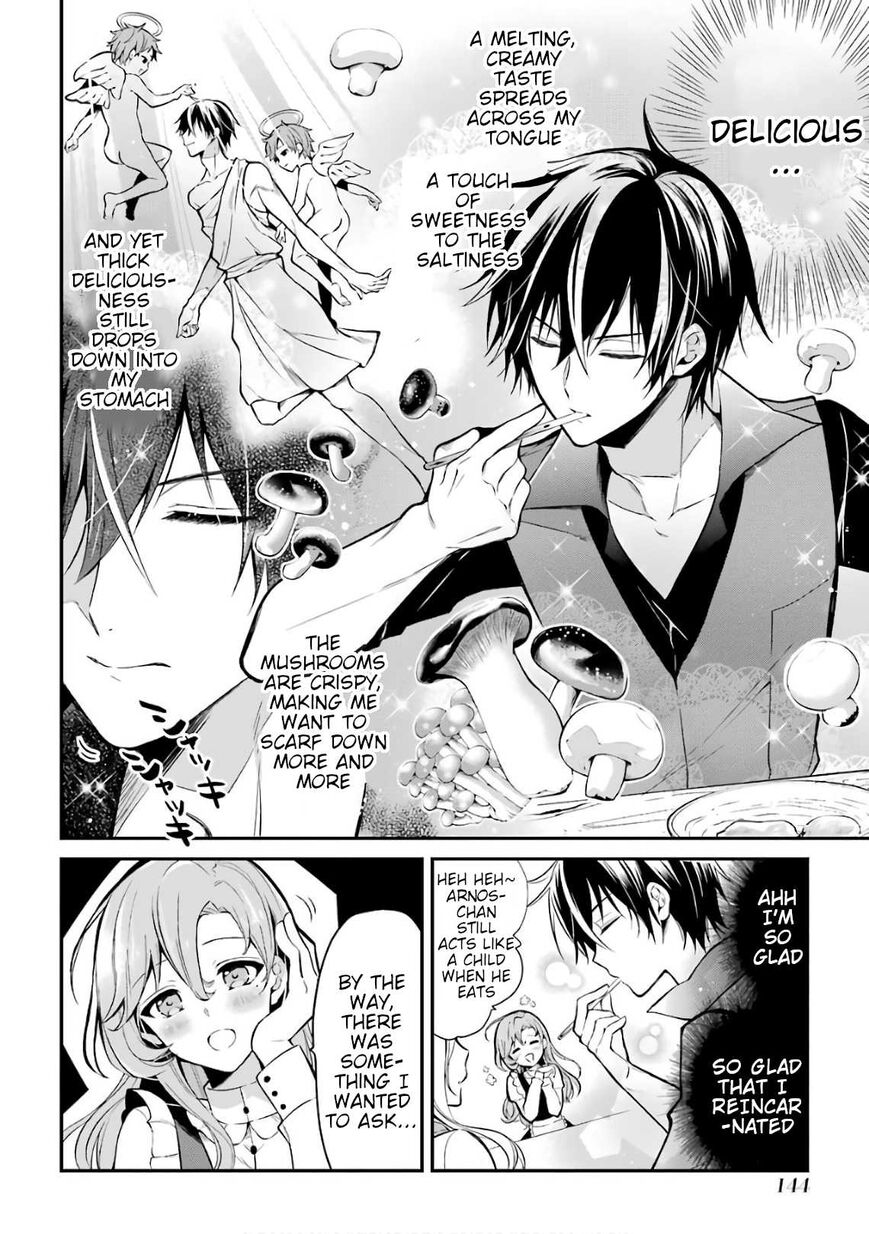 DELICIOUS
...
A MELTING,
CREAMY
TASTE
SPREADS
ACROSS MY
TONGUE
A TOUCH
OF
SWEETNESS
TO THE
SALTINESS
AND YET
THICK
DELICIOUS-
NESS
STILL
DROPS
DOWN INTO
MY
STOMACH
THE
MUSHROOMS
ARE CRISPY,
MAKING ME
WANT TO
SCARF DOWN
MORE AND
MORE
シャッキ
シャッキ
AHH
I'M
SO
GLAD
SO GLAD
THAT I
REINCAR
-NATED
HEH HEH~
ARNOS-
CHAN
STILL
ACTS LIKE
A CHILD
WHEN HE
EATS
BY THE
WAY,
THERE
WAS
SOME-
THING I
WANTED
TO ASK...
144